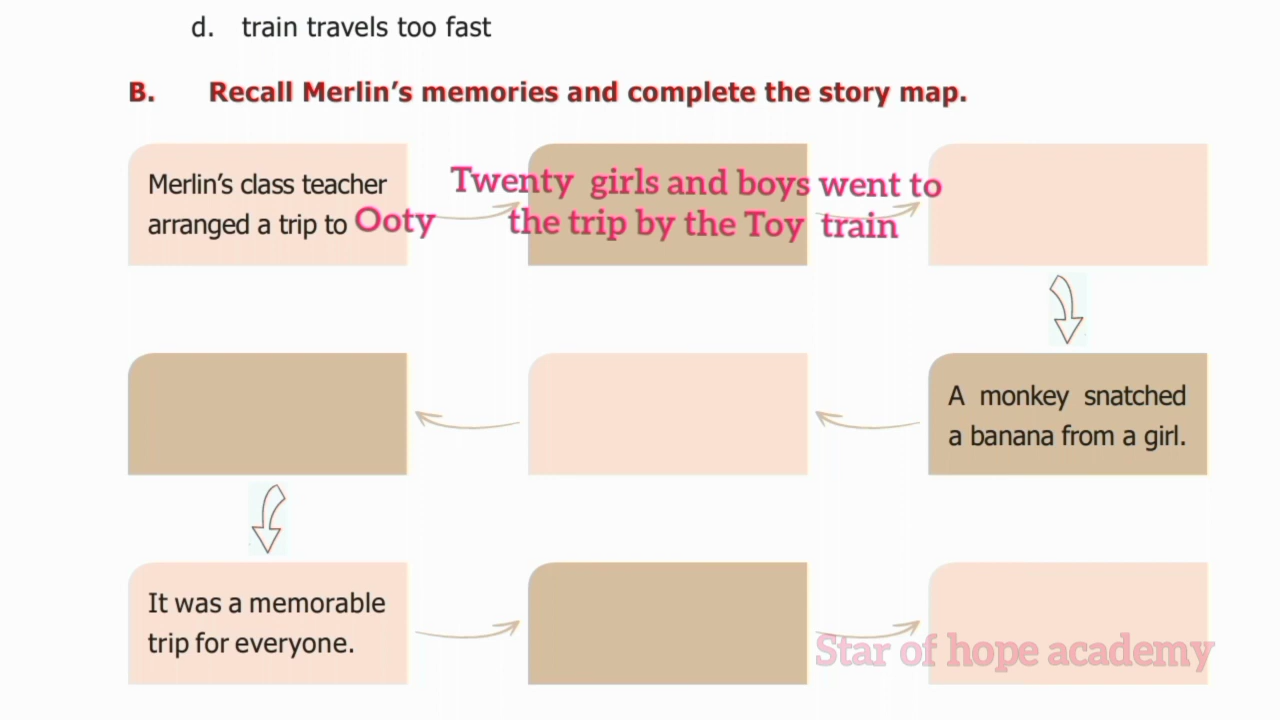 d. train travels too fast
B. Recall Merlin's memories and complete the story map.
Merlin's class teacher
arranged a trip to Ooty
Twenty girls and boys went to
the trip by the Toy train
A monkey snatched
a banana from a girl.
It was a memorable
trip for everyone.
Star of hope academy